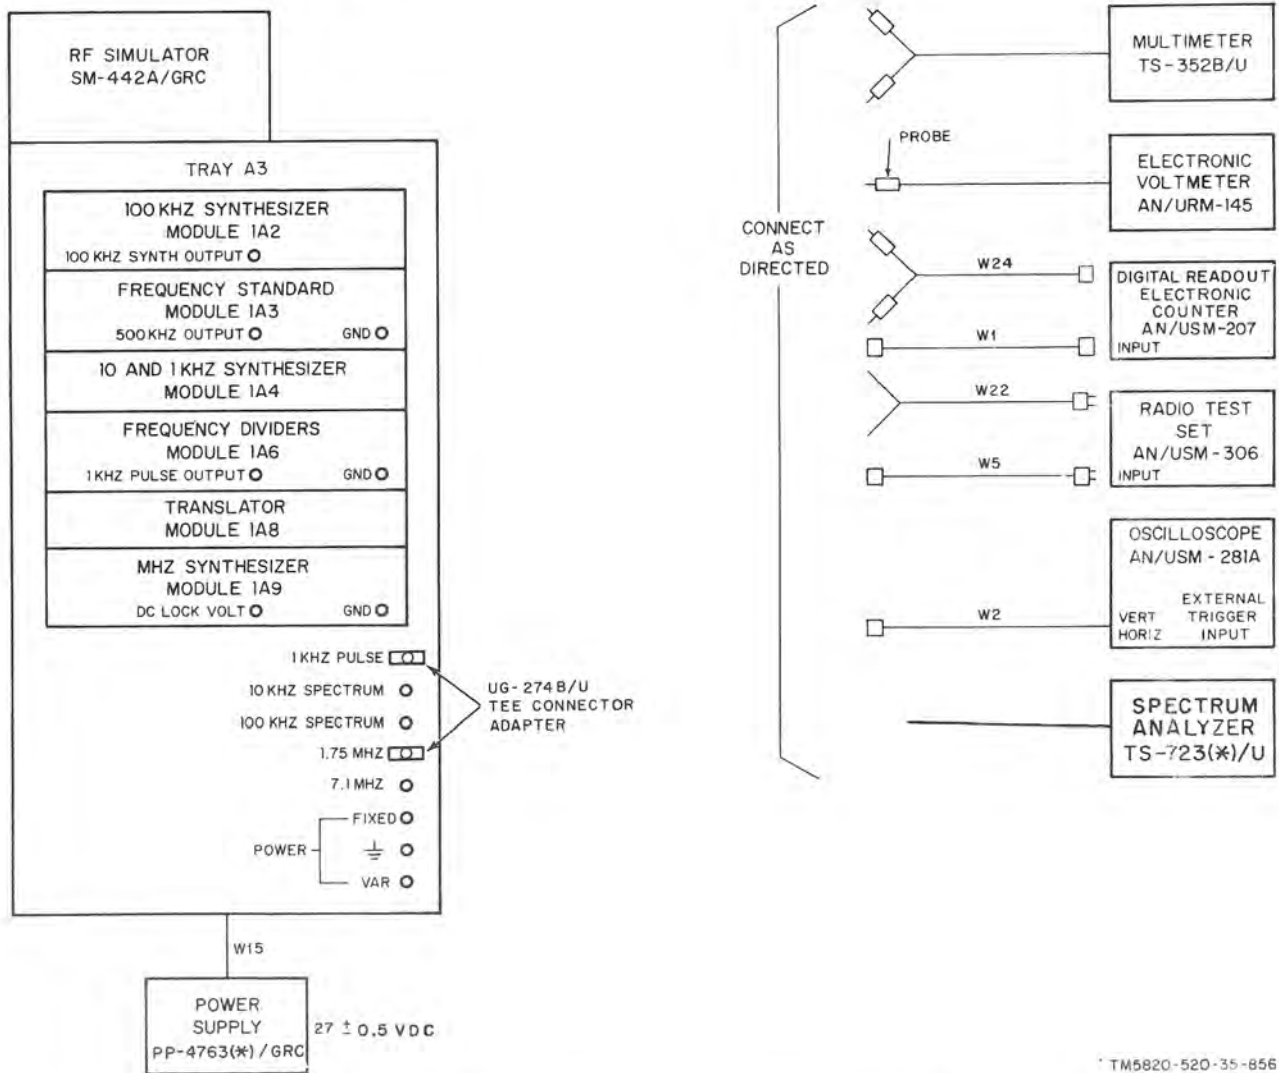 RF SIMULATOR
SM-442A/GRC
TRAY A3
100 KHZ SYNTHESIZER
MODULE 1A2
100 KHZ SYNTH OUTPUT
FREQUENCY STANDARD
MODULE 1A3
500 KHZ OUTPUT
GND
10 AND 1 KHZ SYNTHESIZER
MODULE 1A4
FREQUENCY DIVIDERS
MODULE 1A6
1 KHZ PULSE OUTPUT
GND
TRANSLATOR
MODULE 1A8
MHZ SYNTHESIZER
MODULE 1A9
DC LOCK VOLT
GND
1 KHZ PULSE
10 KHZ SPECTRUM
100 KHZ SPECTRUM
1.75 MHZ
7.1 MHZ
POWER
FIXED
VAR
UG-274B/U
TEE CONNECTOR
ADAPTER
W15
POWER
SUPPLY
PP-4763(*)/GRC
27 ± 0.5 VDC
CONNECT
AS
DIRECTED
MULTIMETER
TS-352B/U
PROBE
ELECTRONIC
VOLTMETER
AN/URM-145
W24
W1
DIGITAL READOUT
ELECTRONIC
COUNTER
AN/USM-207
INPUT
W22
W5
RADIO TEST
SET
AN/USM-306
INPUT
W2
OSCILLOSCOPE
AN/USM-281A
VERT
HORIZ
EXTERNAL
TRIGGER
INPUT
SPECTRUM
ANALYZER
TS-723(*)/U
TM5820-520-35-856